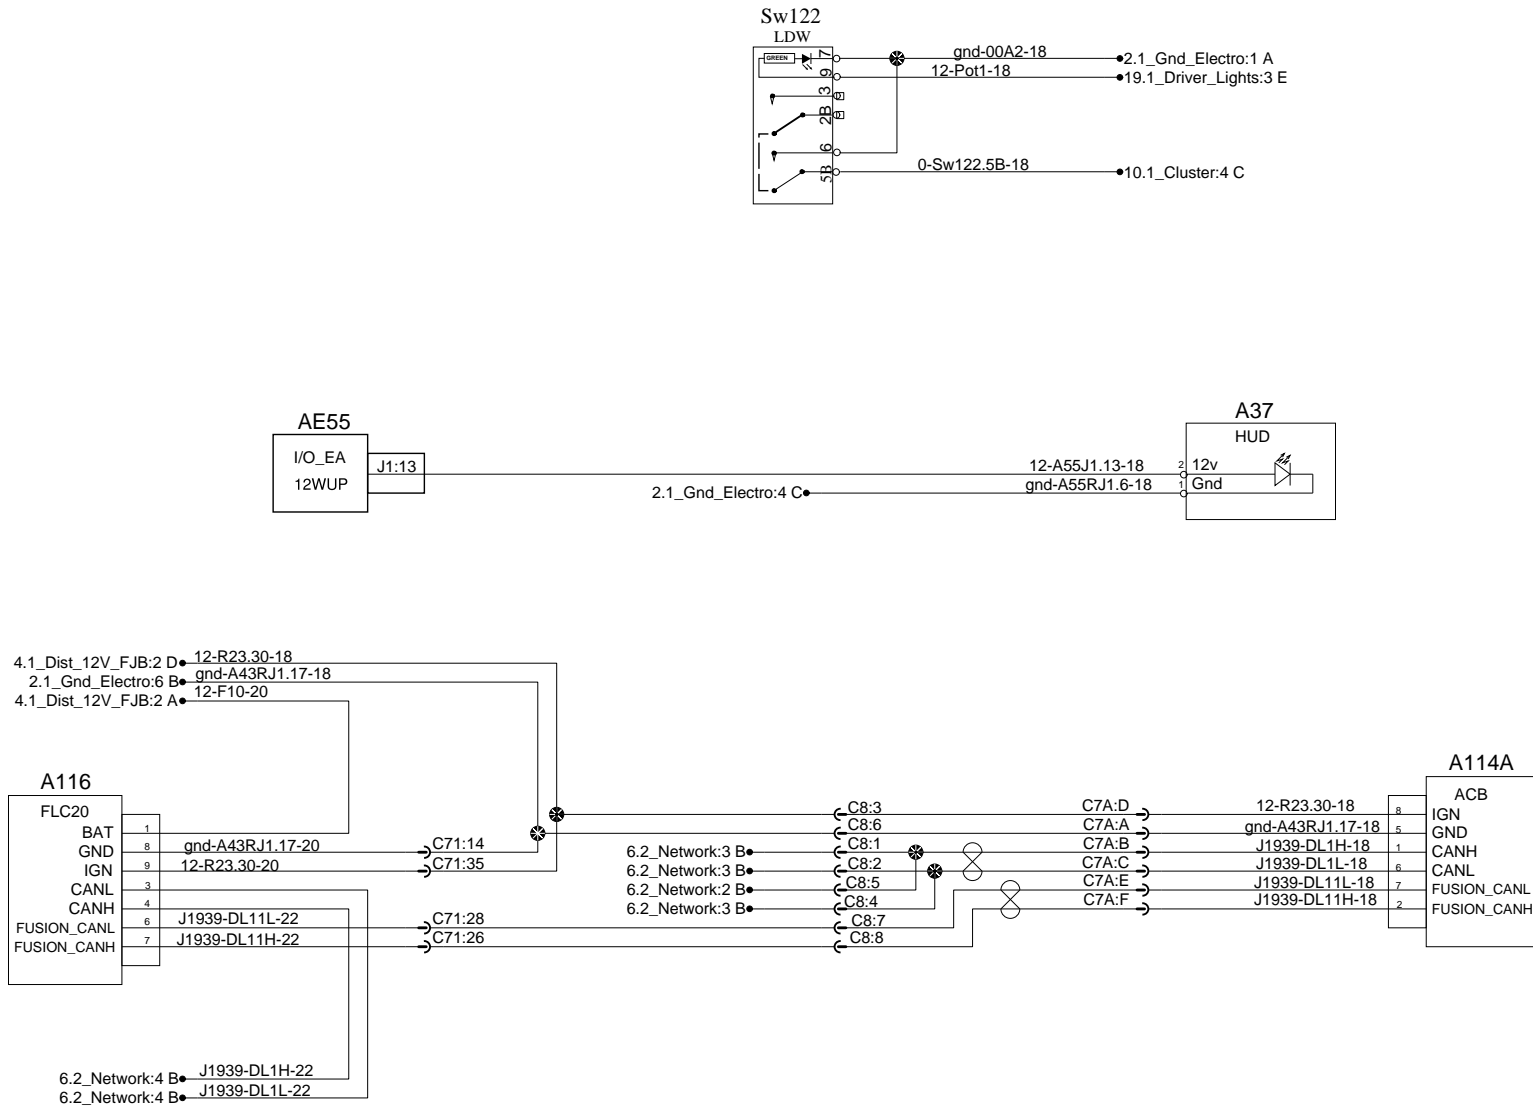 Sw122
LDW
GREEN
7
gnd-00A2-18
2.1_Gnd_Electro:1 A
9
12-Pot1-18
19.1_Driver_Lights:3 E
3
2B
6
5B
0-Sw122.5B-18
10.1_Cluster:4 C
AE55
I/O_EA
12WUP
J1:13
A37
HUD
12-A55J1.13-18
2
12v
2.1_Gnd_Electro:4 C
gnd-A55RJ1.6-18
1
Gnd
4.1_Dist_12V_FJB:2 D
12-R23.30-18
2.1_Gnd_Electro:6 B
gnd-A43RJ1.17-18
4.1_Dist_12V_FJB:2 A
12-F10-20
A116
FLC20
BAT
1
GND
8
gnd-A43RJ1.17-20
C71:14
IGN
9
12-R23.30-20
C71:35
CANL
3
CANH
4
FUSION_CANL
6
J1939-DL11L-22
C71:28
FUSION_CANH
7
J1939-DL11H-22
C71:26
A114A
ACB
C8:3
C7A:D
12-R23.30-18
8
IGN
C8:6
C7A:A
gnd-A43RJ1.17-18
5
GND
6.2_Network:3 B
C8:1
C7A:B
J1939-DL1H-18
1
CANH
6.2_Network:3 B
C8:2
C7A:C
J1939-DL1L-18
6
CANL
6.2_Network:2 B
C8:5
C7A:E
J1939-DL11L-18
7
FUSION_CANL
6.2_Network:3 B
C8:4
C7A:F
J1939-DL11H-18
2
FUSION_CANH
C8:7
C8:8
6.2_Network:4 B
J1939-DL1H-22
6.2_Network:4 B
J1939-DL1L-22